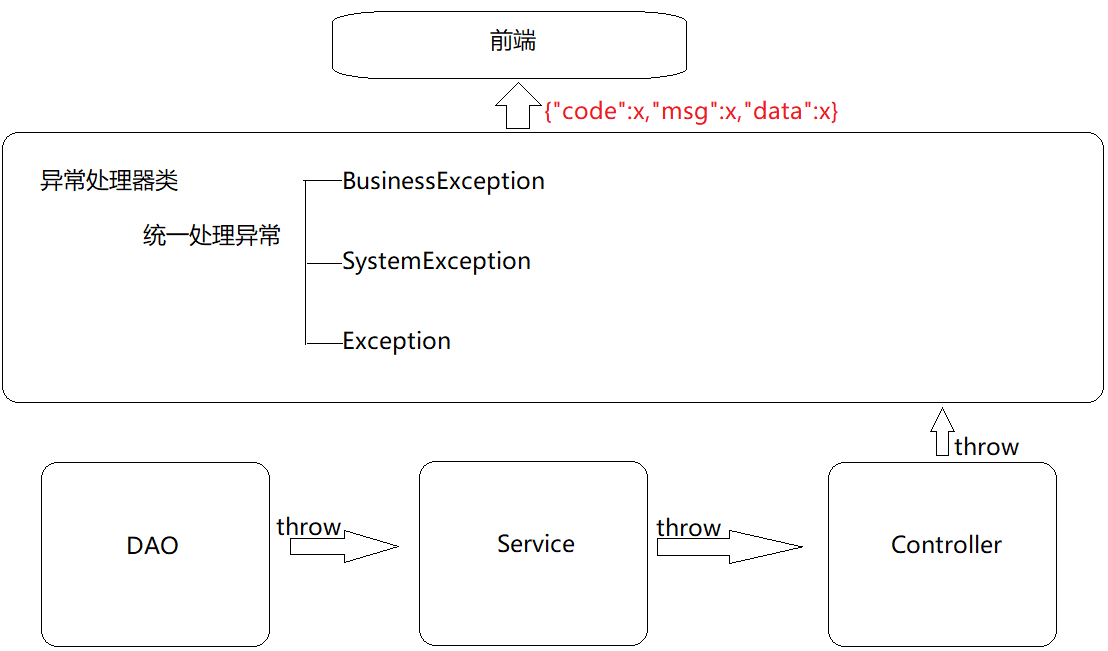 前端
{"code":x,"msg":x,"data":x}
异常处理器类
BusinessException
统一处理异常
SystemException
Exception
throw
throw
throw
DAO
Service
Controller